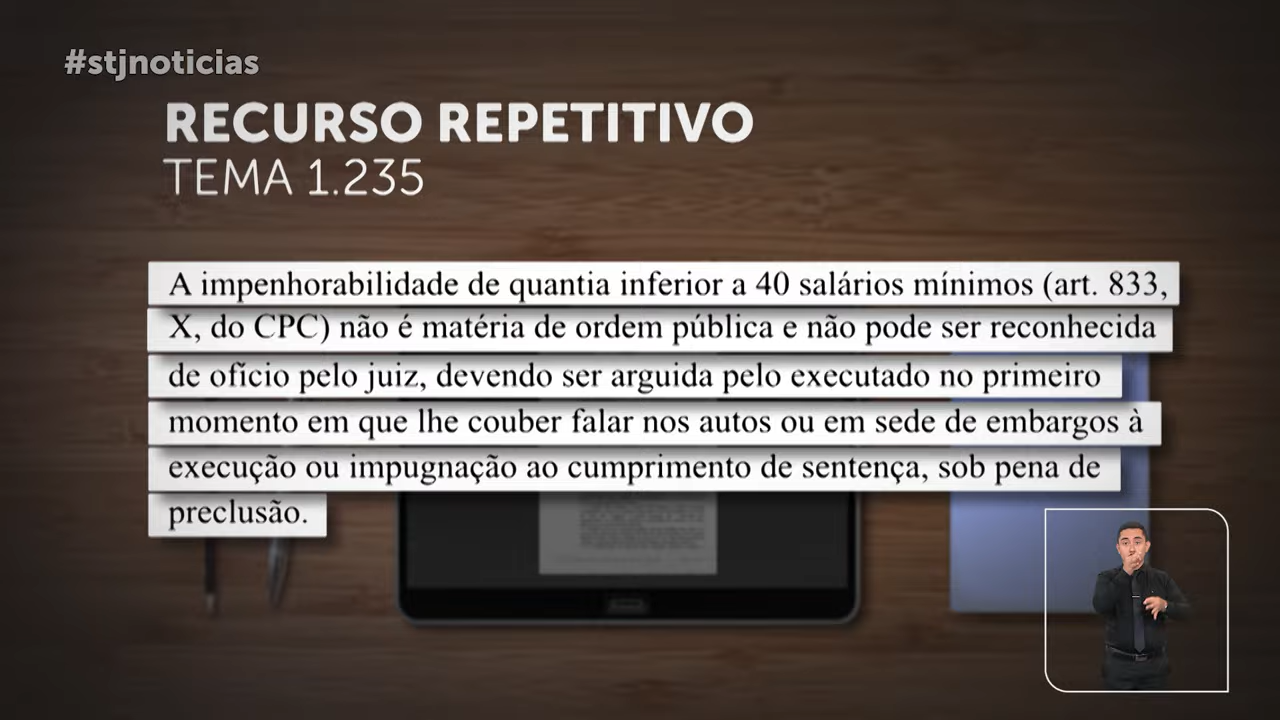 #stjnoticias
RECURSO REPETITIVO
TEMA 1.235
A impenhorabilidade de quantia inferior a 40 salários mínimos (art. 833,
X, do CPC) não é matéria de ordem pública e não pode ser reconhecida
de ofício pelo juiz, devendo ser arguida pelo executado no primeiro
momento em que lhe couber falar nos autos ou em sede de embargos à
execução ou impugnação ao cumprimento de sentença, sob pena de
preclusão.